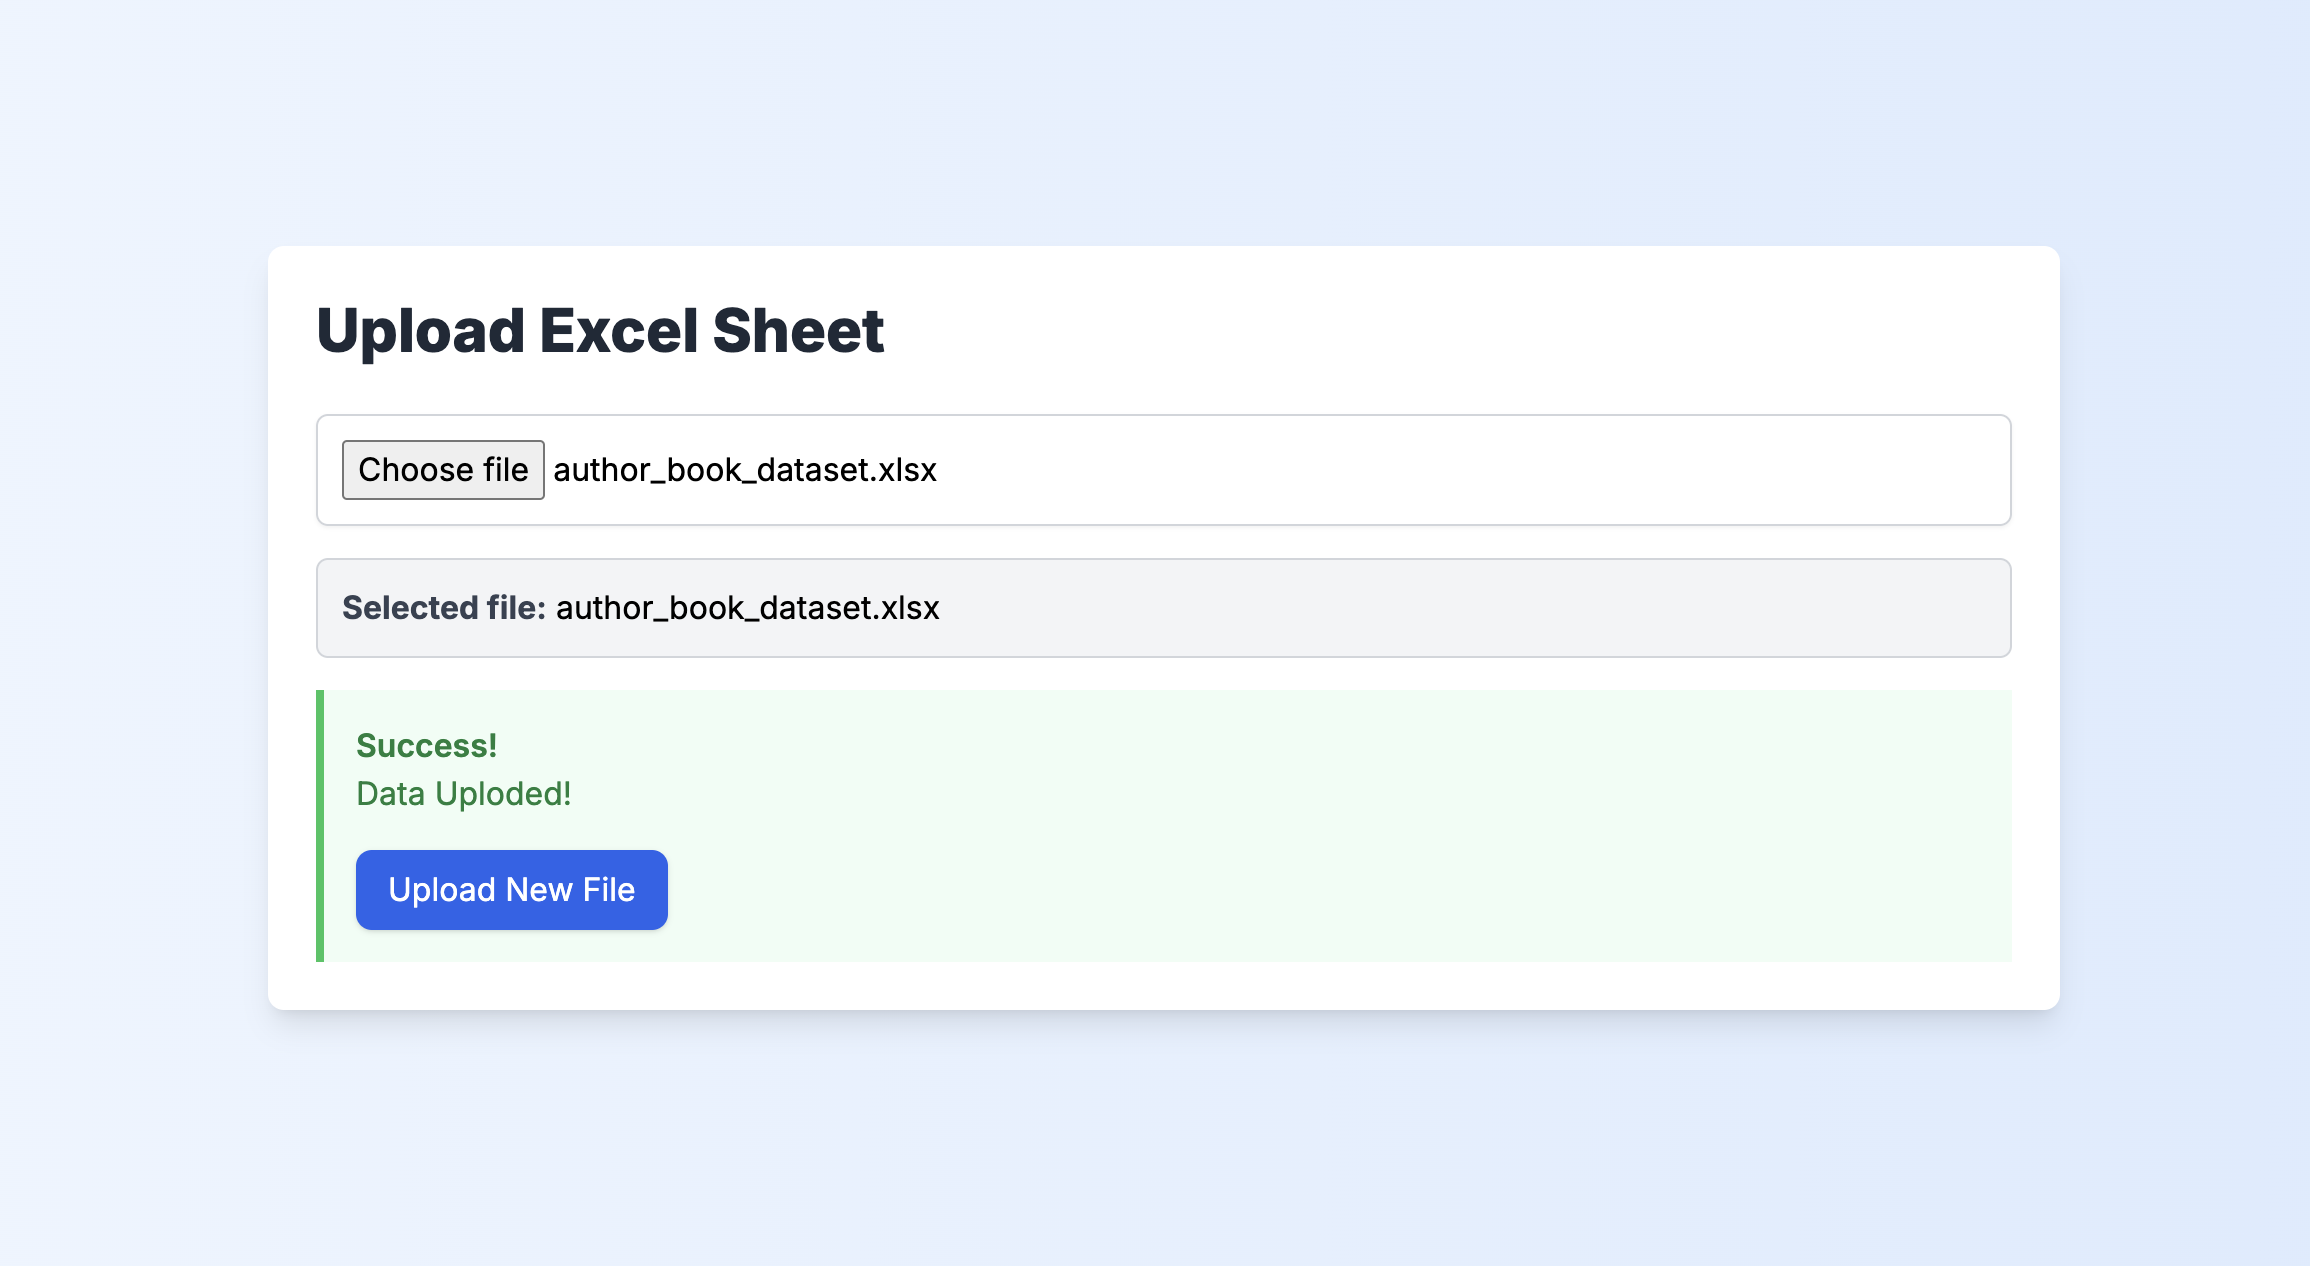 Upload Excel Sheet
Choose file author_book_dataset.xlsx
Selected file: author_book_dataset.xlsx
Success!
Data Uploded!
Upload New File